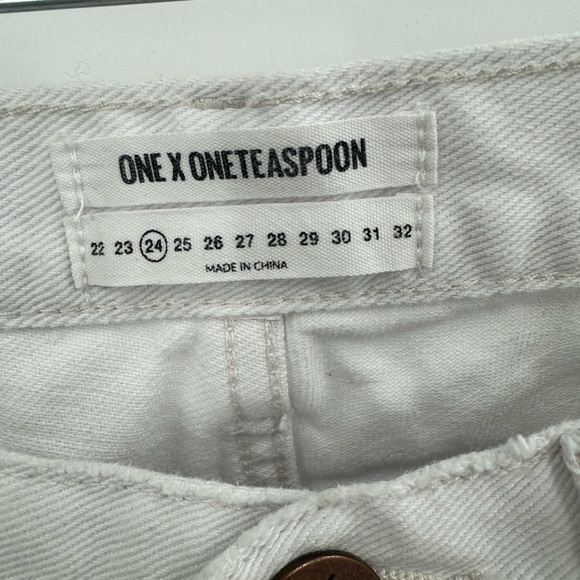 ONE X ONETEASPOON
22 23 24 25 26 27 28 29 30 31 32
MADE IN CHINA